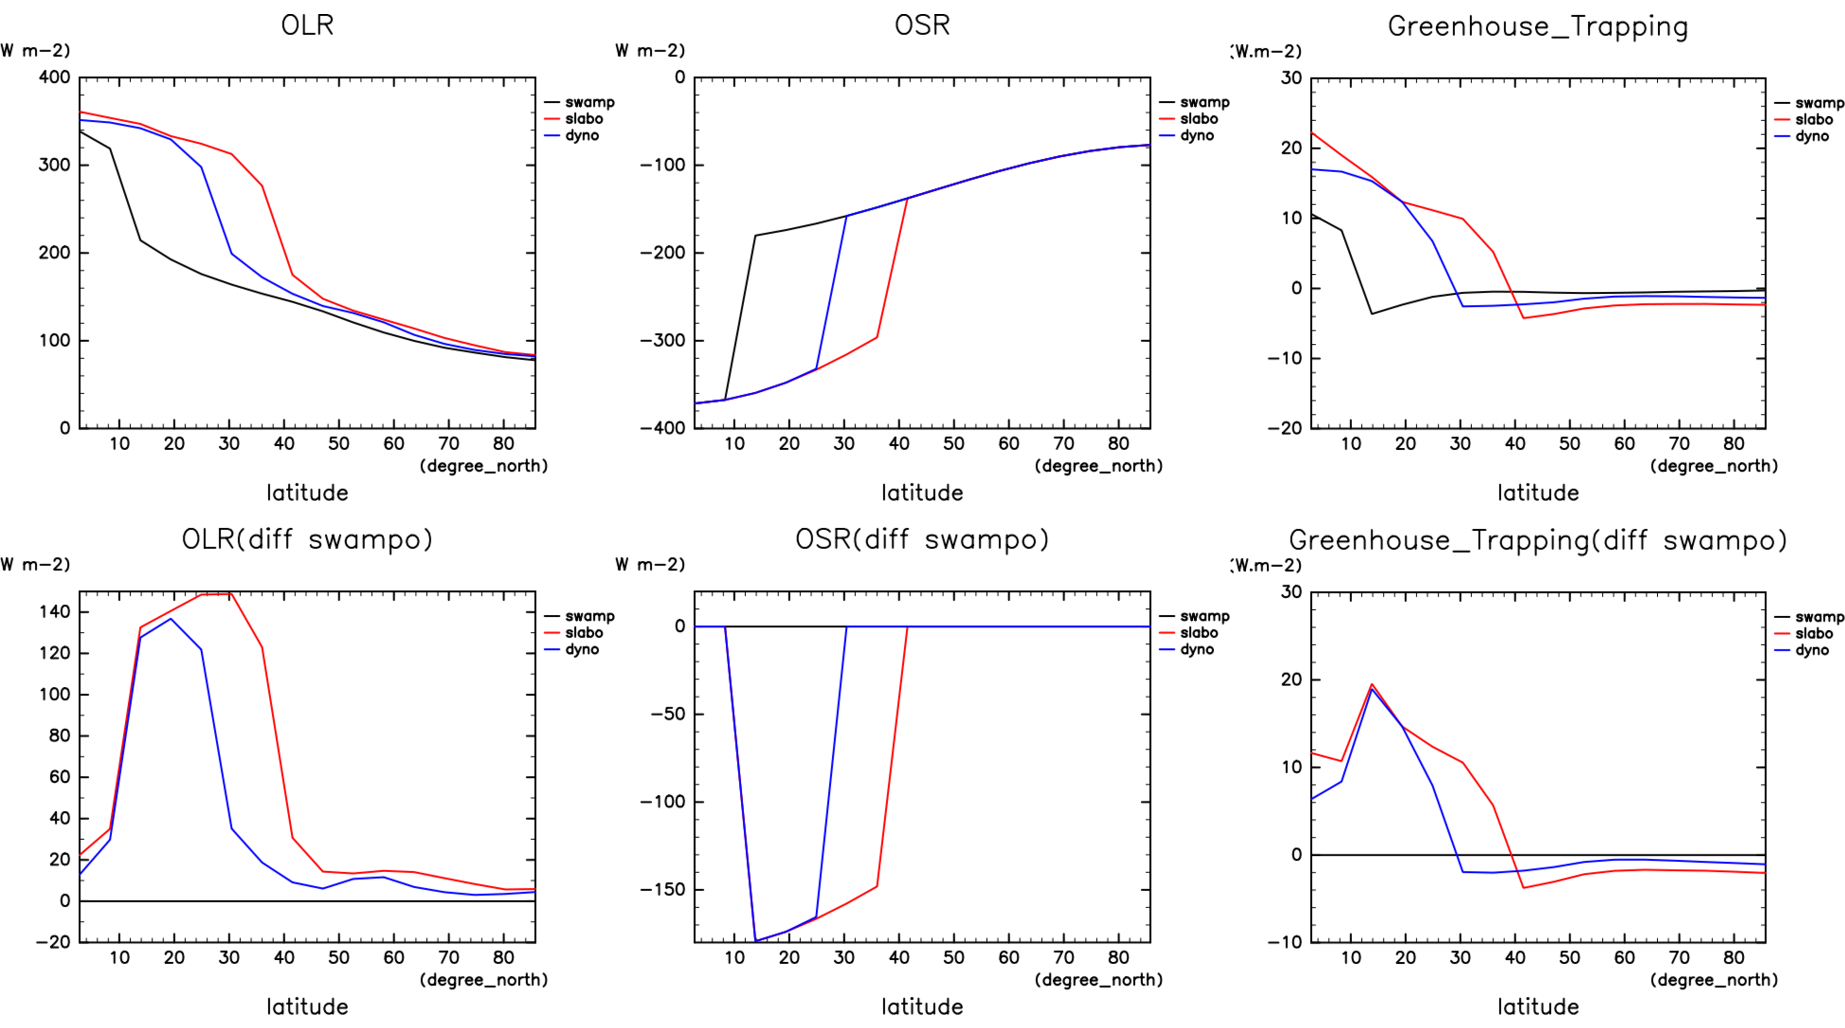 OLR
W m-2)
400
300
200
100
0
10 20 30 40 50 60 70 80
(degree_north)
latitude
swamp
slabo
dyno
OSR
W m-2)
0
-100
-200
-300
-400
10 20 30 40 50 60 70 80
(degree_north)
latitude
swamp
slabo
dyno
Greenhouse_Trapping
(W.m-2)
30
20
10
0
-10
-20
10 20 30 40 50 60 70 80
(degree_north)
latitude
swamp
slabo
dyno
OLR(diff swampo)
W m-2)
140
120
100
80
60
40
20
0
-20
10 20 30 40 50 60 70 80
(degree_north)
latitude
swamp
slabo
dyno
OSR(diff swampo)
W m-2)
0
-50
-100
-150
10 20 30 40 50 60 70 80
(degree_north)
latitude
swamp
slabo
dyno
Greenhouse_Trapping(diff swampo)
(W.m-2)
30
20
10
0
-10
10 20 30 40 50 60 70 80
(degree_north)
latitude
swamp
slabo
dyno